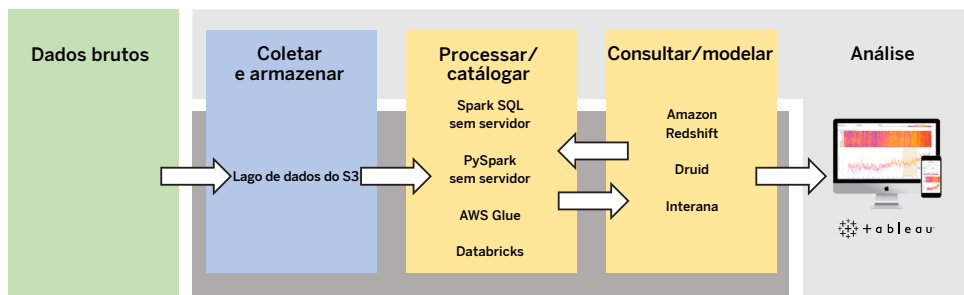 Dados brutos
Coletar
e armazenar
Lago de dados do S3
Processar/
catálogar
Spark SQL
sem servidor
PySpark
sem servidor
AWS Glue
Databricks
Consultar/modelar
Amazon
Redshift
Druid
Interana
Análise
+ a b l e a u